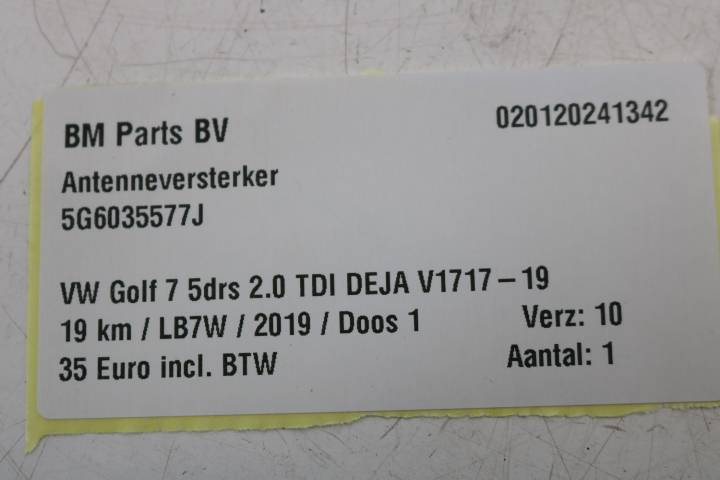 BM Parts BV 020120241342
Antenneversterker
5G6035577J
VW Golf 7 5drs 2.0 TDI DEJA V1717 – 19
19 km / LB7W / 2019 / Doos 1 Verz: 10
35 Euro incl. BTW Aantal: 1